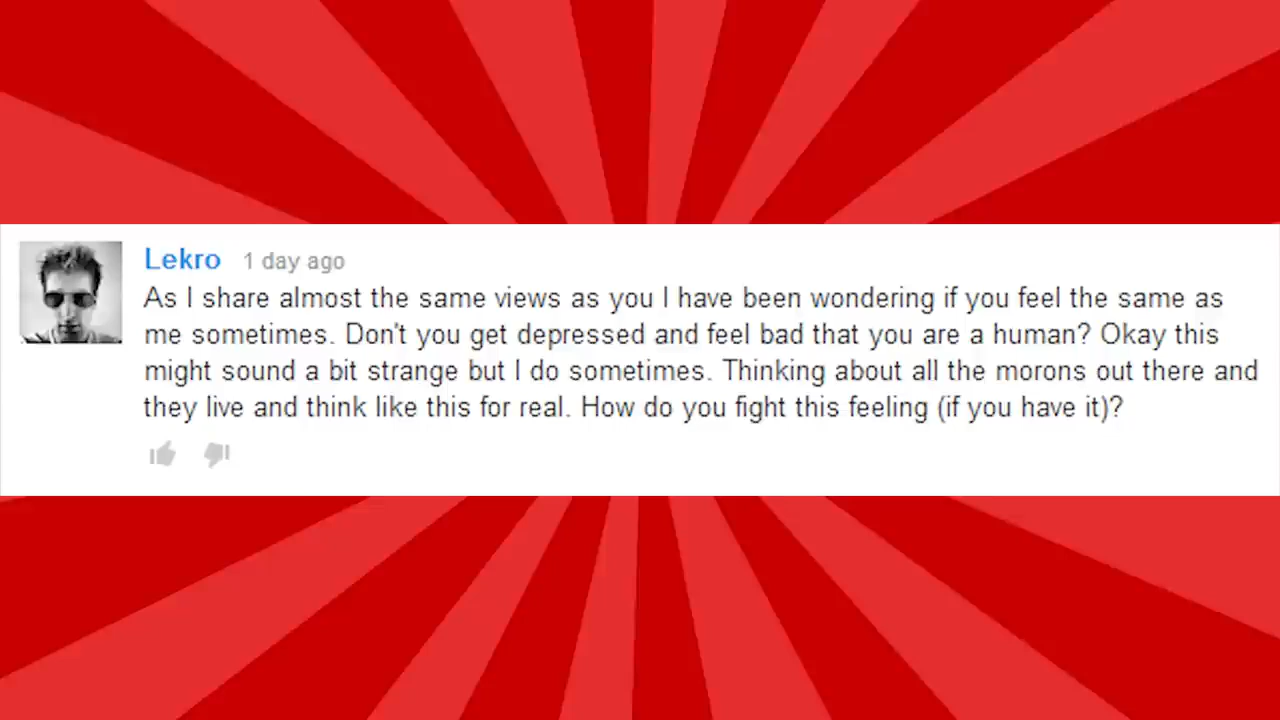 Lekro 1 day ago
As I share almost the same views as you I have been wondering if you feel the same as
me sometimes. Don't you get depressed and feel bad that you are a human? Okay this
might sound a bit strange but I do sometimes. Thinking about all the morons out there and
they live and think like this for real. How do you fight this feeling (if you have it)?